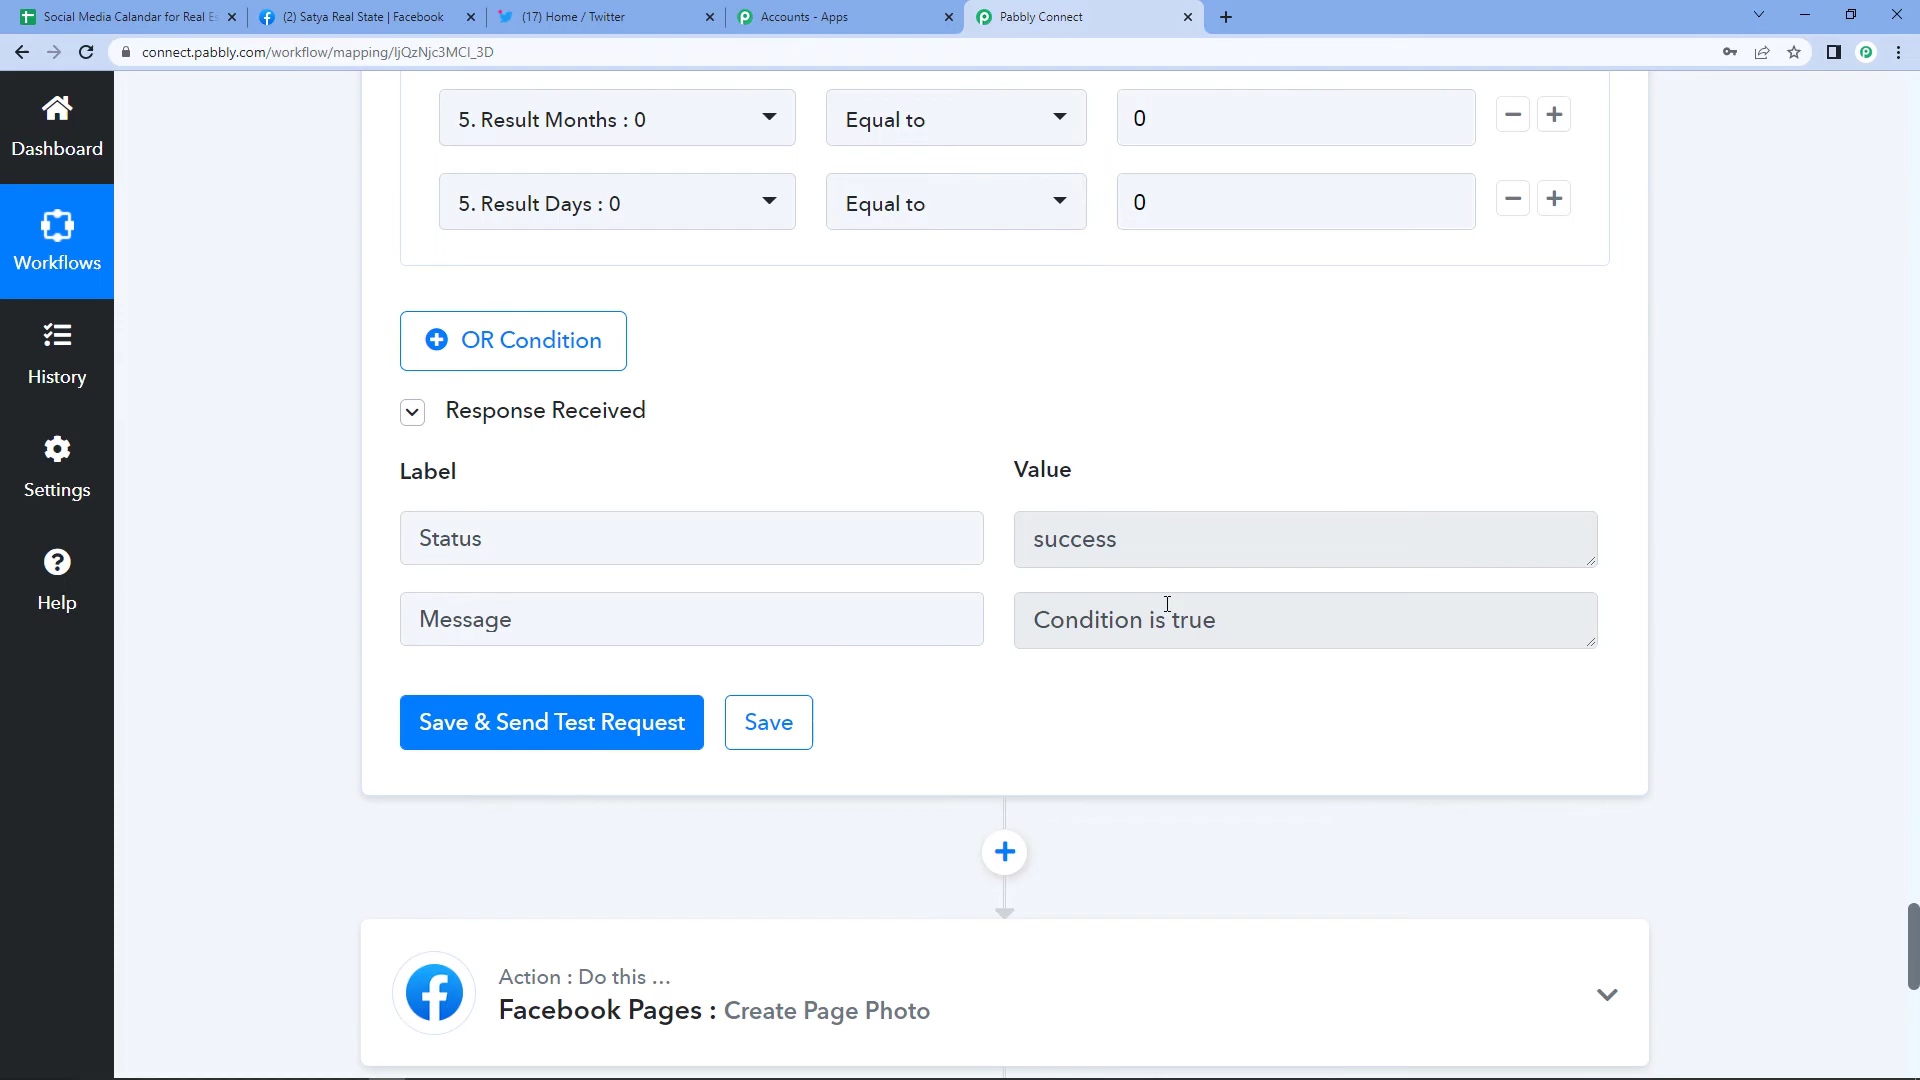 Social Media Calandar for Real Es
(2) Satya Real State | Facebook
(17) Home / Twitter
Accounts - Apps
Pabbly Connect
connect.pabbly.com/workflow/mapping/IjQzNjc3MCI_3D
Dashboard
Workflows
History
Settings
Help
5. Result Months : 0
Equal to
0
5. Result Days : 0
Equal to
0
OR Condition
Response Received
Label
Value
Status
success
Message
Condition is true
Save & Send Test Request
Save
Action : Do this ...
Facebook Pages : Create Page Photo